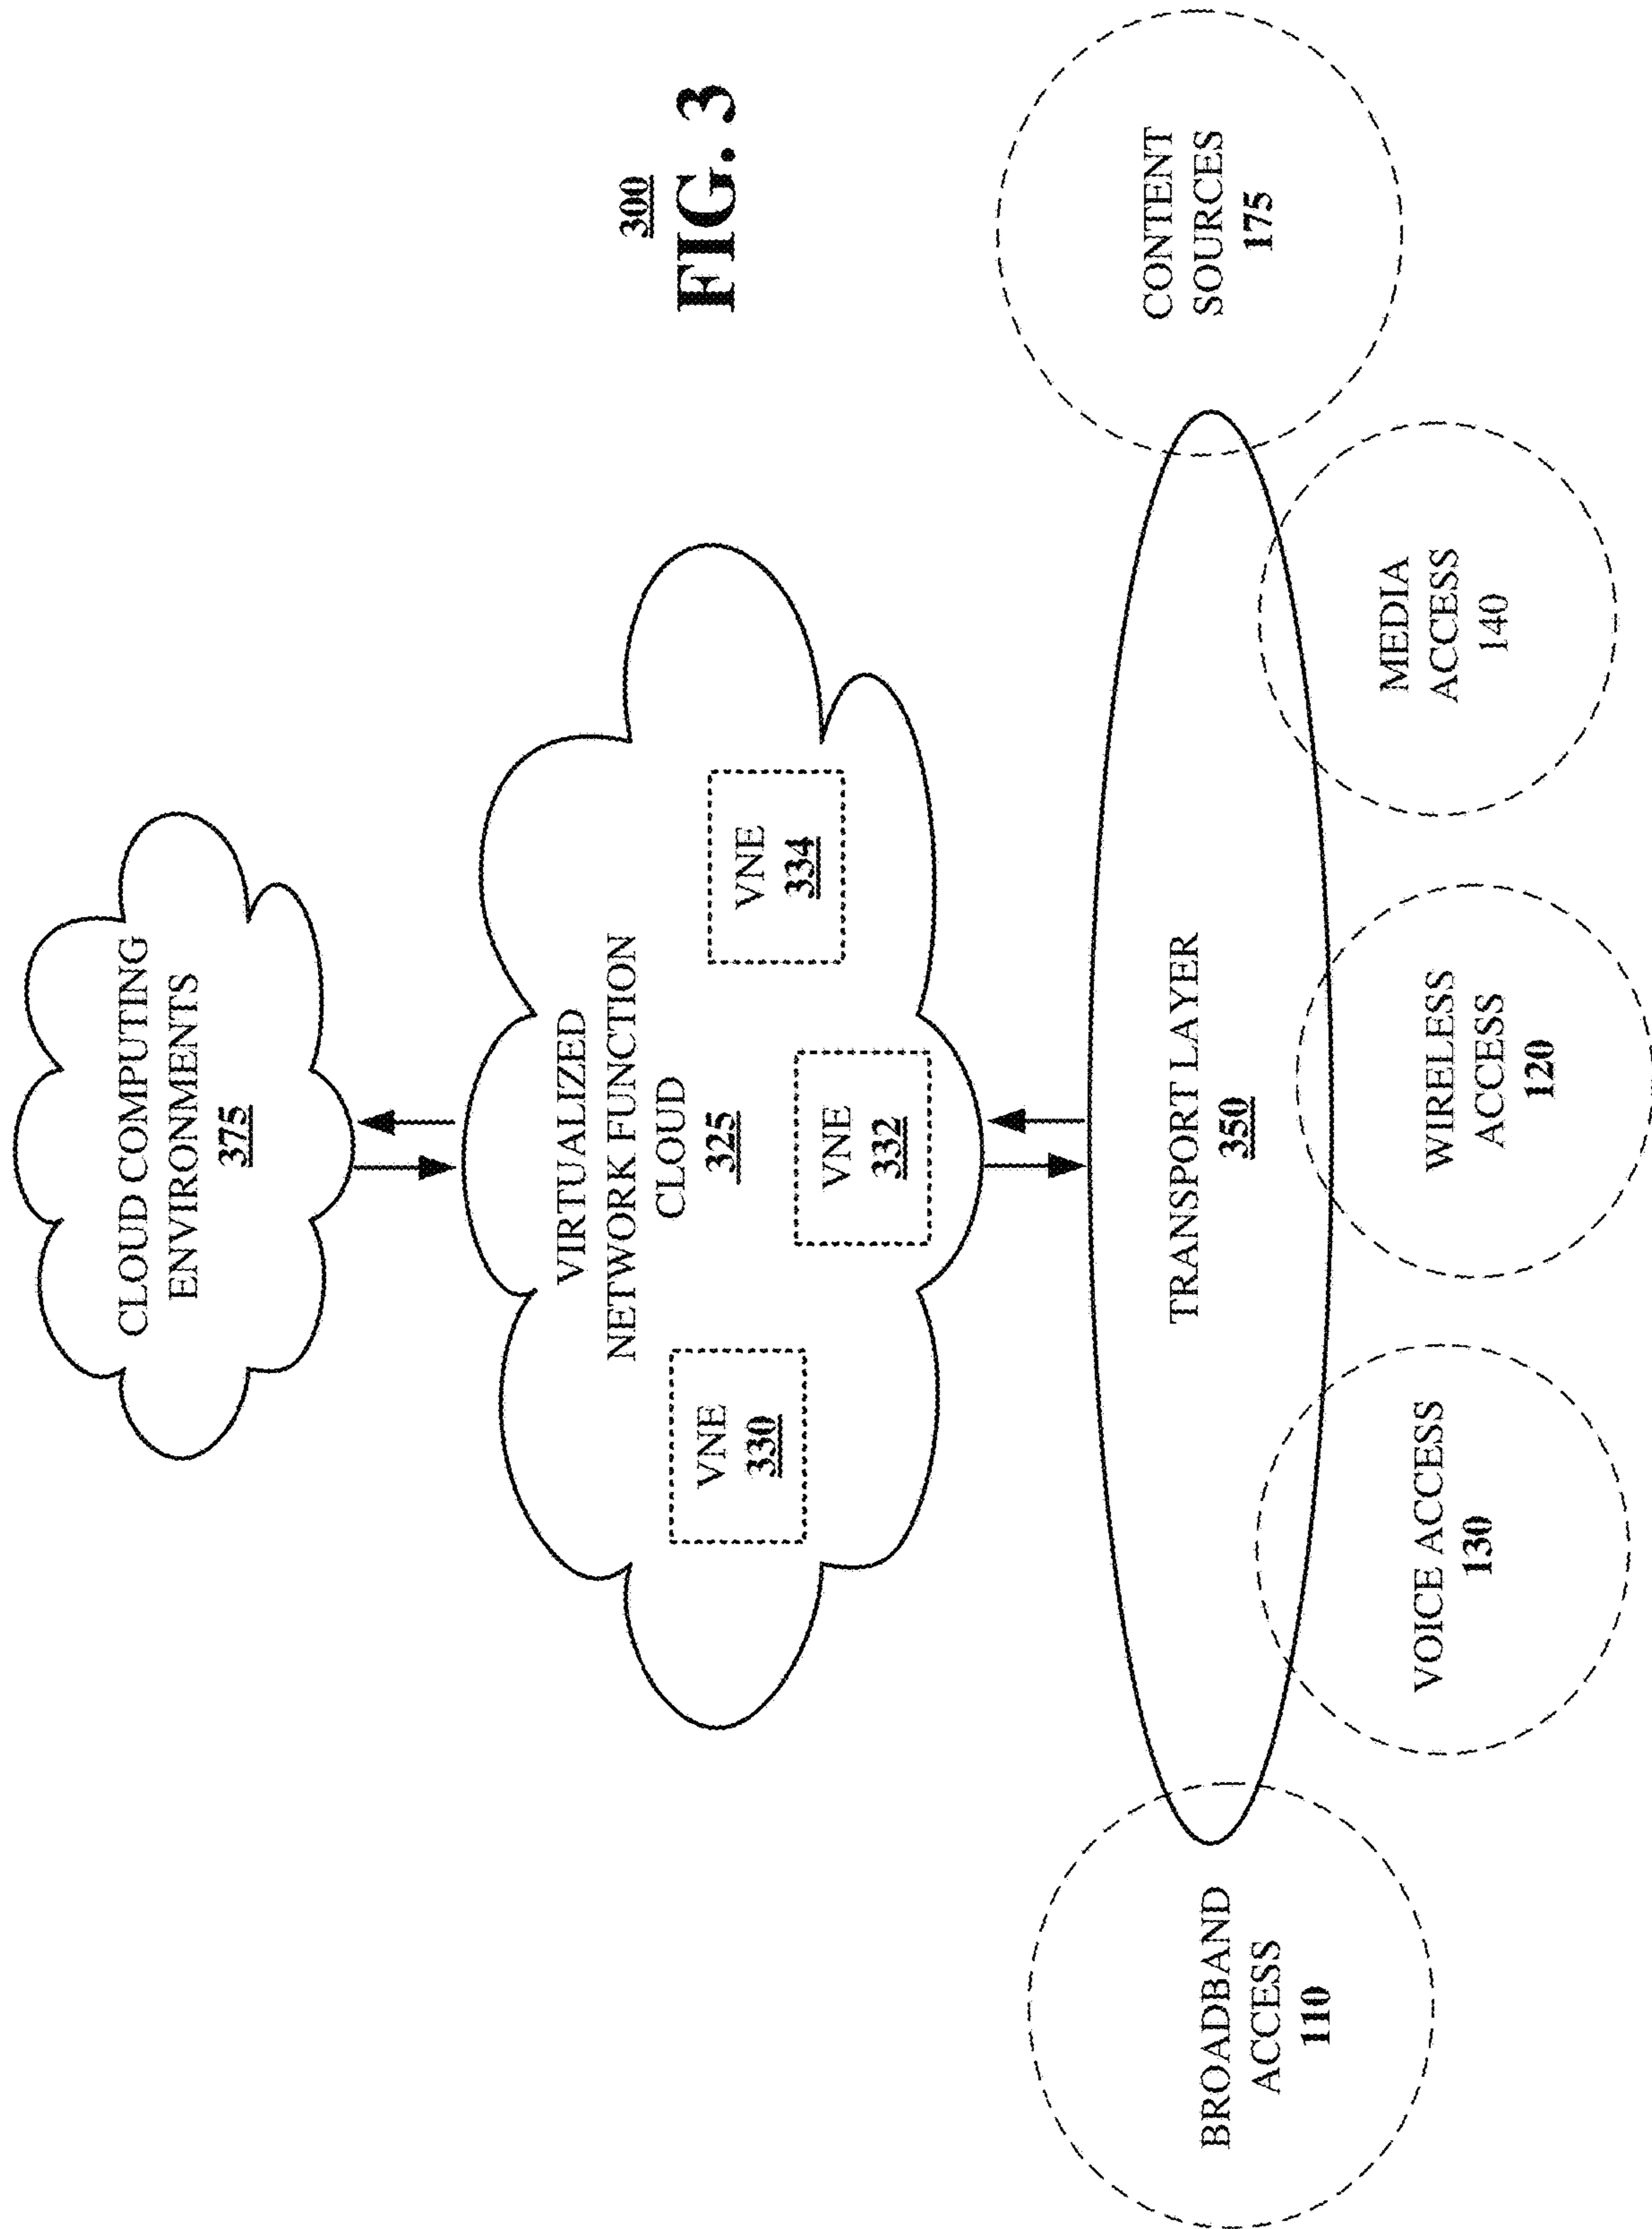 CLOUD COMPUTING
ENVIRONMENTS
375
VIRTUALIZED
NETWORK FUNCTION
CLOUD
325
VNE
330
VNE
332
VNE
334
TRANSPORT LAYER
350
BROADBAND
ACCESS
110
VOICE ACCESS
130
WIRELESS
ACCESS
120
MEDIA
ACCESS
140
CONTENT
SOURCES
175
300
FIG. 3